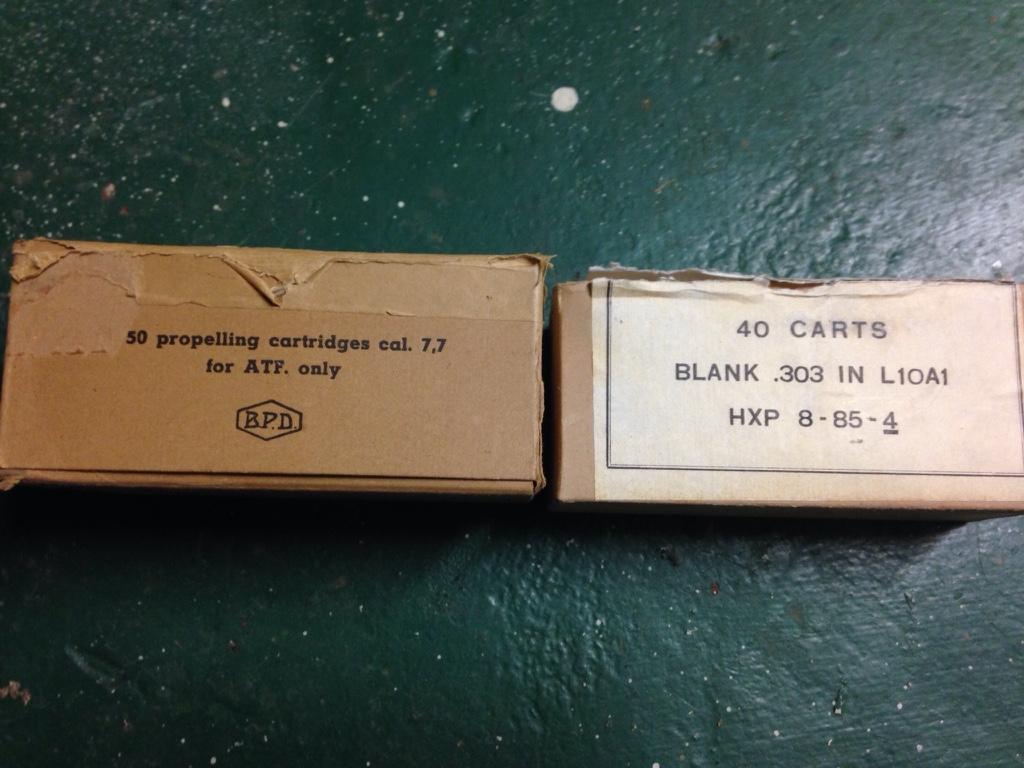 50 propelling cartridges cal. 7,7
for ATF. only
B.P.D.
40 CARTS
BLANK .303 IN L10A1
HXP 8-85-4